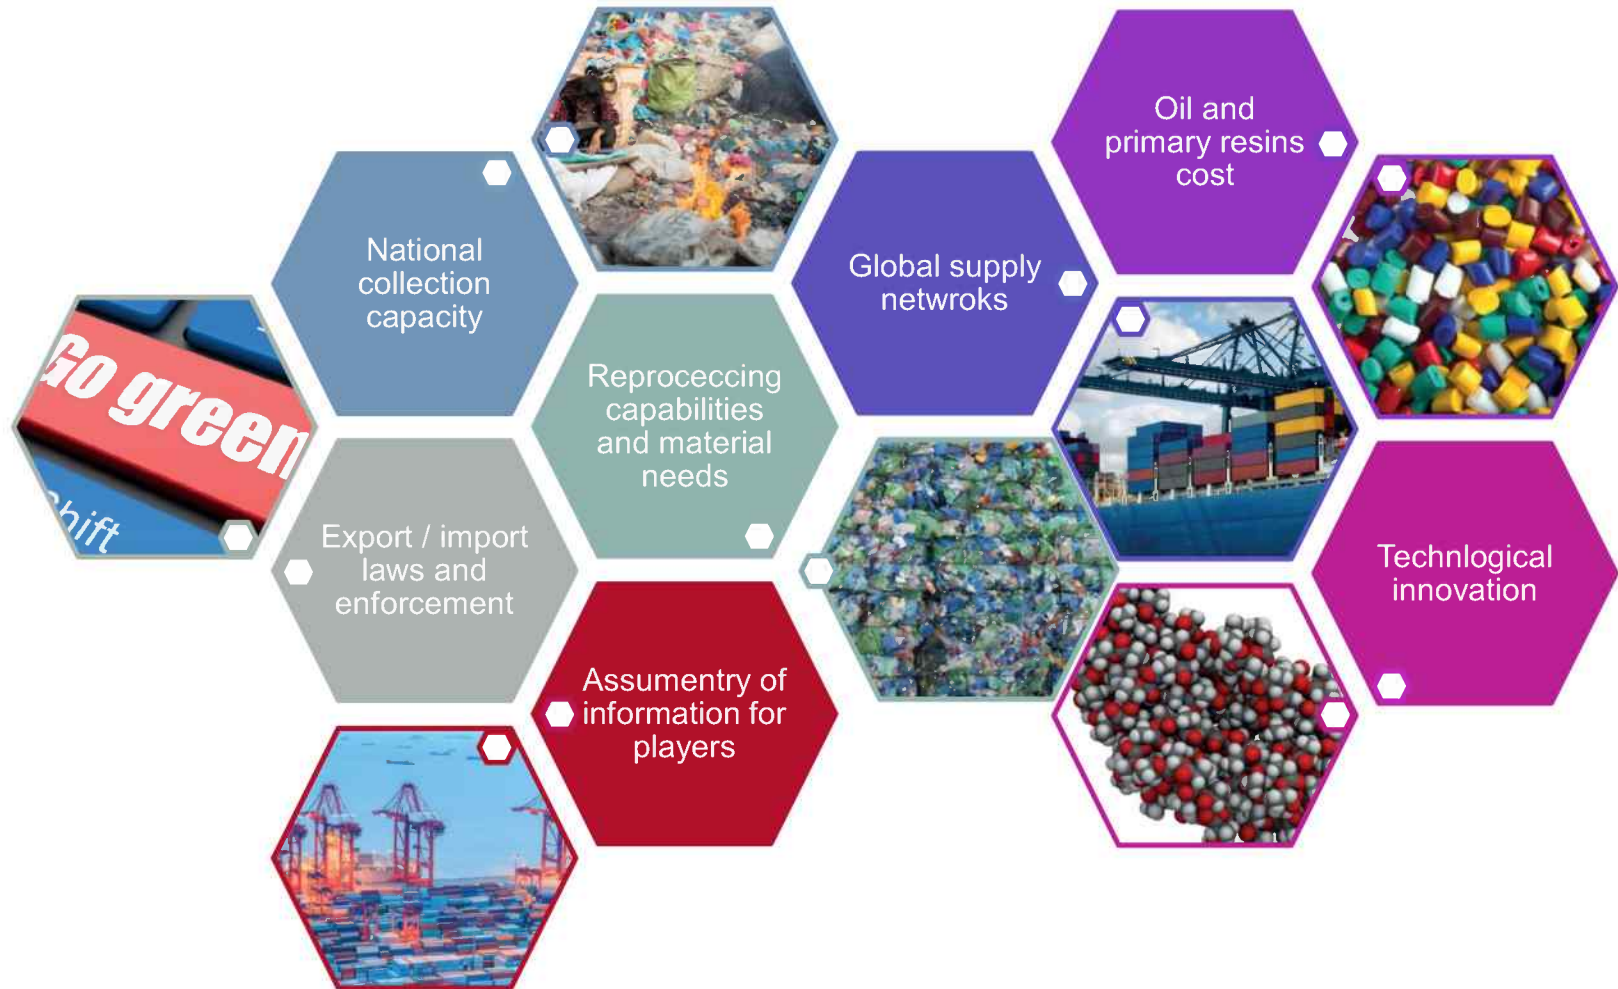 Oil and
primary resins
cost
National
collection
capacity
Global supply
netwroks
Go green
Shift
Reproceccing
capabilities
and material
needs
Export / import
laws and
enforcement
Technlogical
innovation
Assumentry of
information for
players